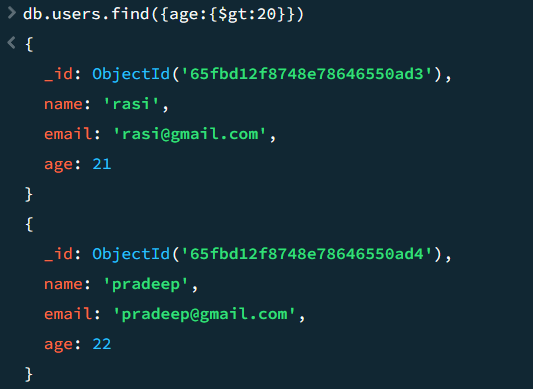 > db.users.find({age:{$gt:20}})
< {
_id: ObjectId('65fbd12f8748e78646550ad3'),
name: 'rasi',
email: 'rasi@gmail.com',
age: 21
}
{
_id: ObjectId('65fbd12f8748e78646550ad4'),
name: 'pradeep',
email: 'pradeep@gmail.com',
age: 22
}